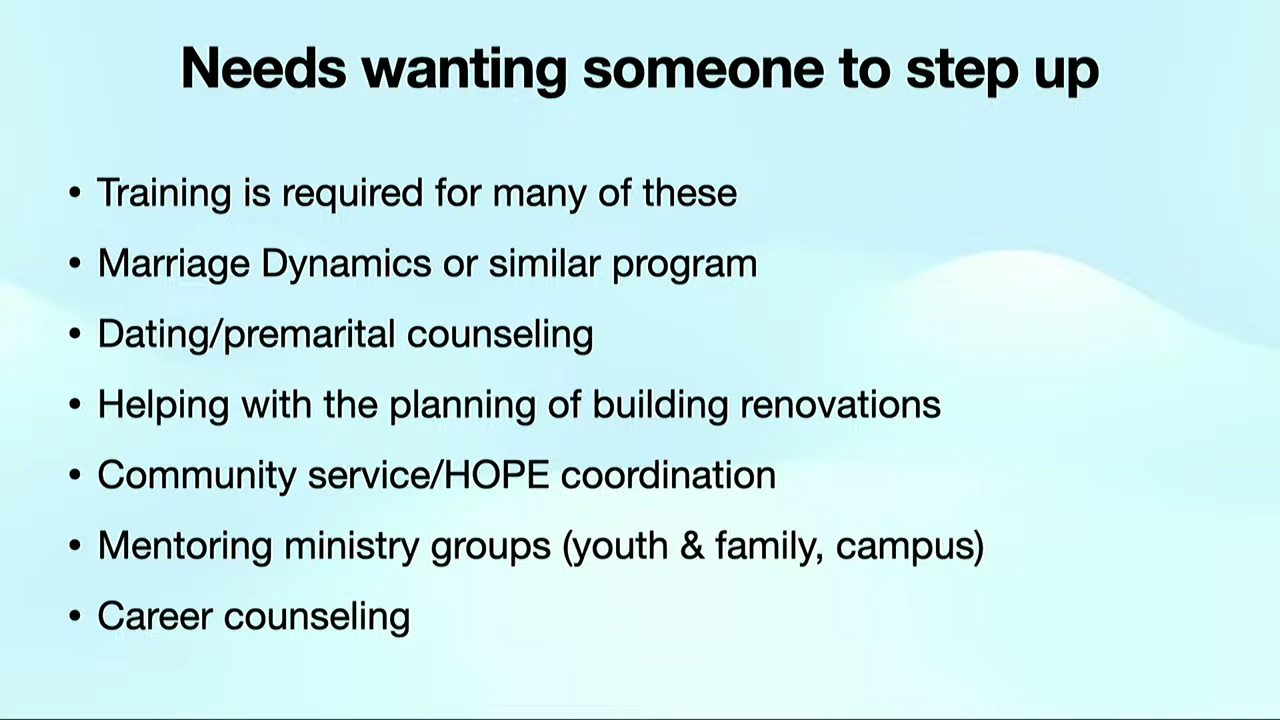 Needs wanting someone to step up
• Training is required for many of these
• Marriage Dynamics or similar program
• Dating/premarital counseling
• Helping with the planning of building renovations
• Community service/HOPE coordination
• Mentoring ministry groups (youth & family, campus)
• Career counseling